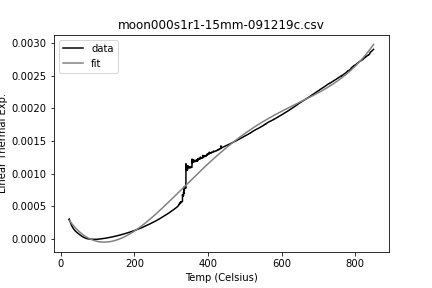 moon000s1r1-15mm-091219c.csv
data
fit
0.0030
0.0025
0.0020
0.0015
0.0010
0.0005
0.0000
Linear Thermal Exp.
0 200 400 600 800
Temp (Celsius)